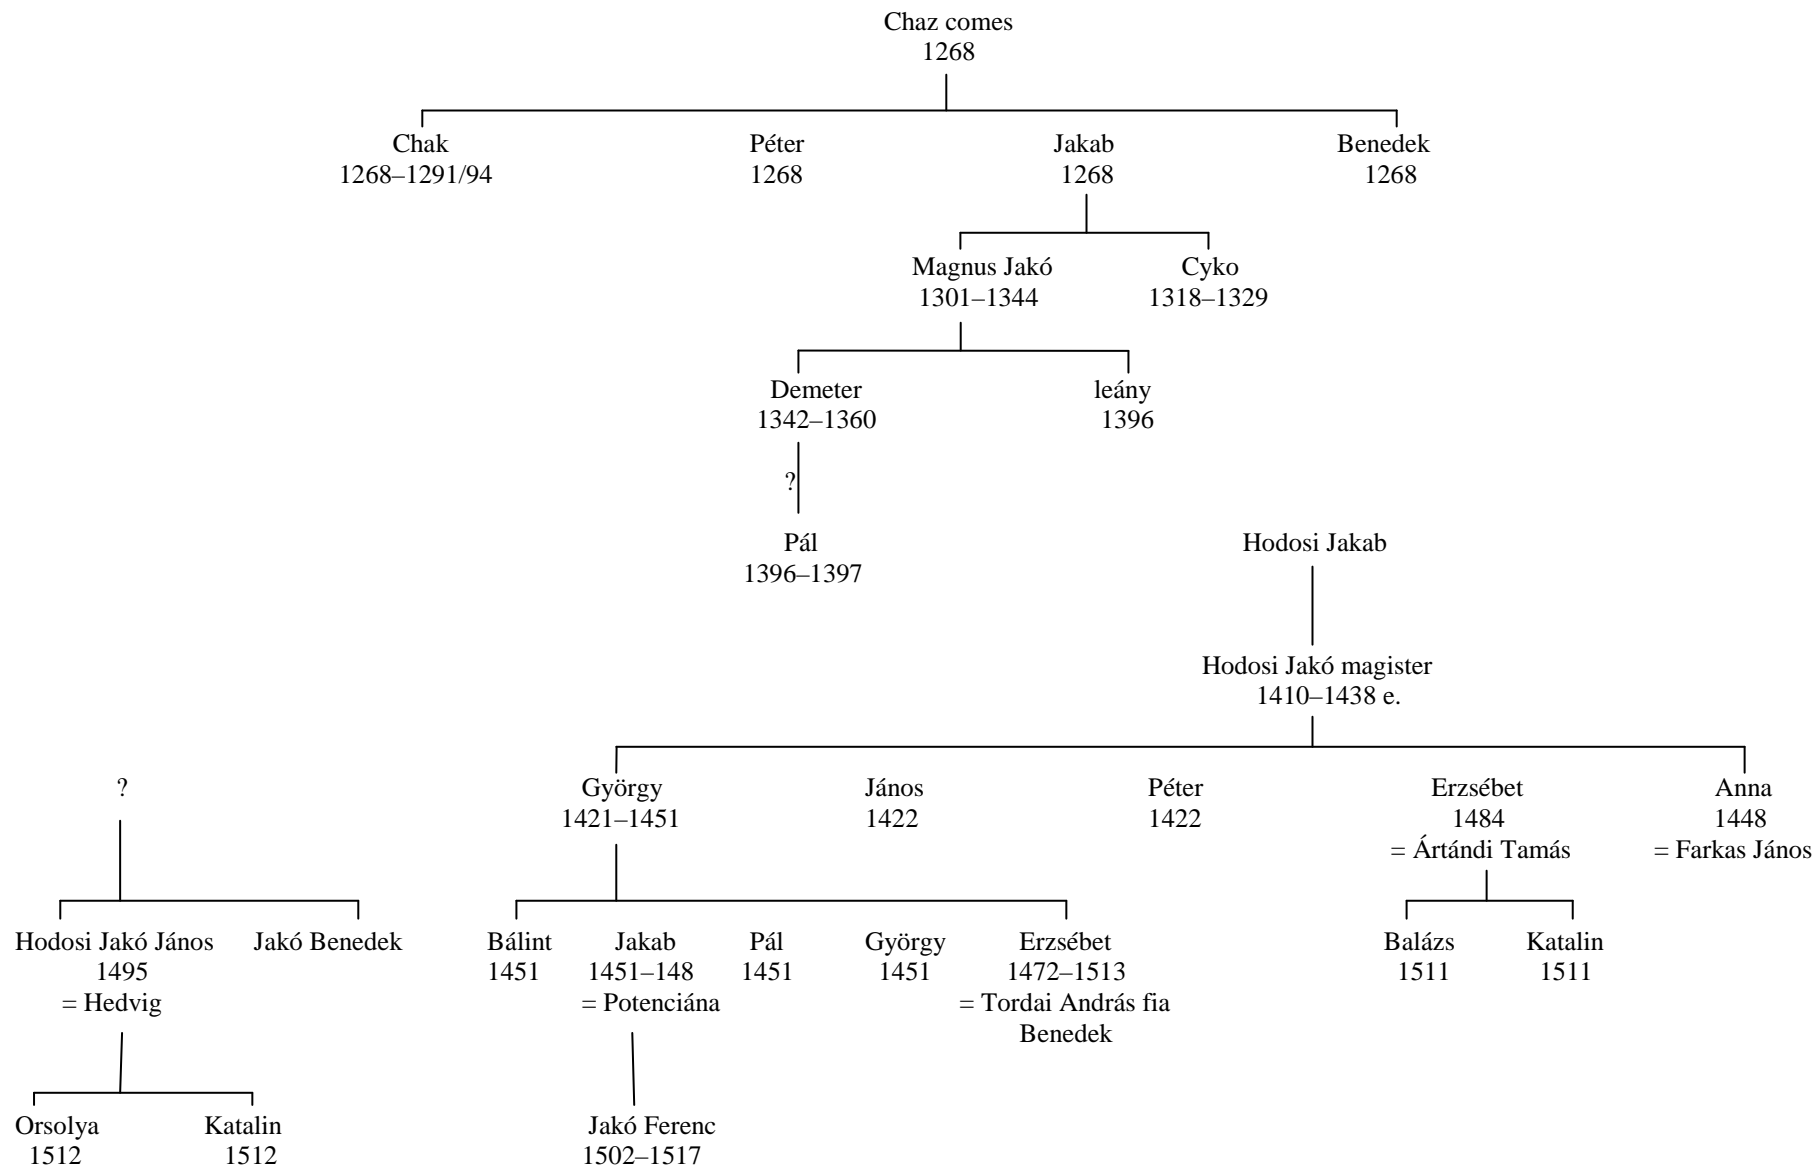 Chaz comes
1268
Chak Péter Jakab Benedek
1268–1291/94 1268 1268 1268
Magnus Jakó Cyko
1301–1344 1318–1329
Demeter leány
1342–1360 1396
?
Pál Hodosi Jakab
1396–1397
Hodosi Jakó magister
1410–1438 e.
? György János Péter Erzsébet Anna
1421–1451 1422 1422 1484 1448
= Ártándi Tamás = Farkas János
Hodosi Jakó János Jakó Benedek Bálint Jakab Pál György Erzsébet Balázs Katalin
1495 1451 1451–148 1451 1451 1472–1513 1511 1511
= Hedvig = Potenciána = Tordai András fia
Benedek
Orsolya Katalin Jakó Ferenc
1512 1512 1502–1517